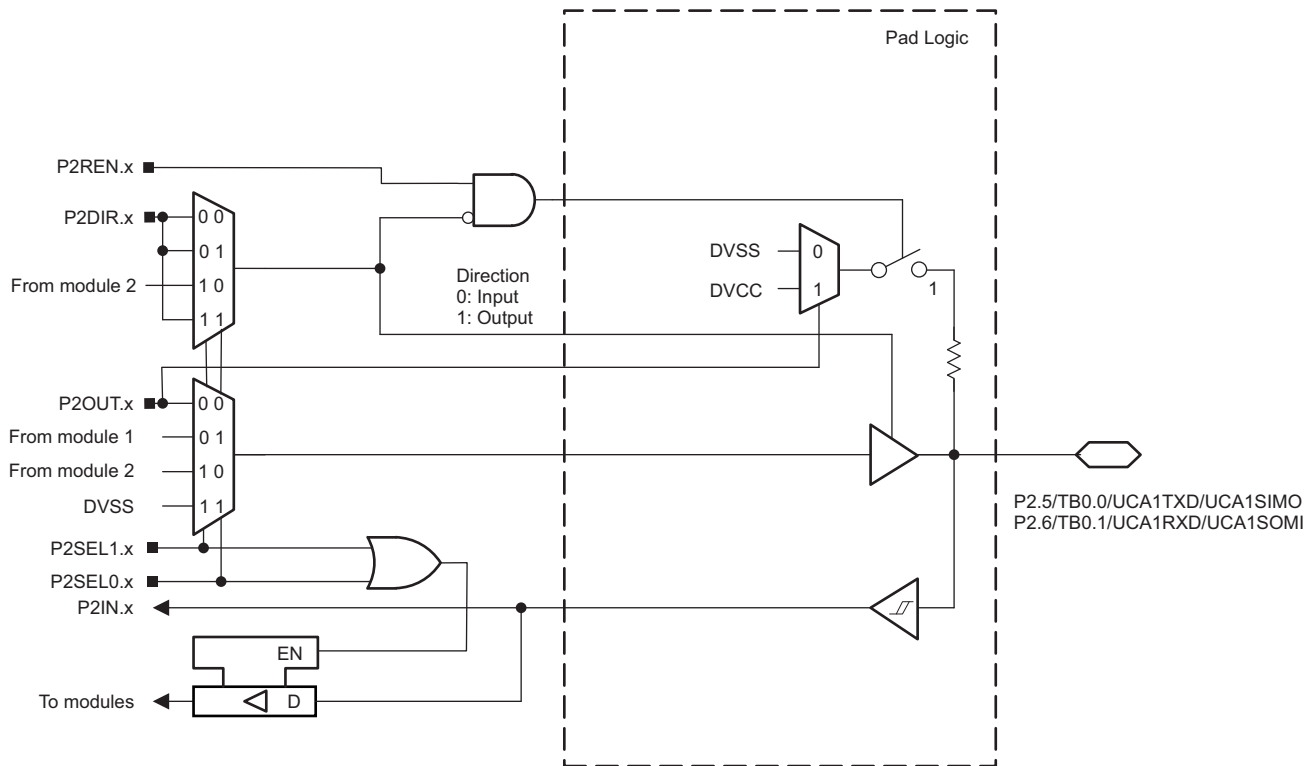 Pad Logic
P2REN.x
P2DIR.x
0 0
0 1
From module 2
1 0
1 1
Direction
0: Input
1: Output
DVSS
0
DVCC
1
1
P2OUT.x
0 0
From module 1
0 1
From module 2
1 0
DVSS
1 1
P2.5/TB0.0/UCA1TXD/UCA1SIMO
P2.6/TB0.1/UCA1RXD/UCA1SOMI
P2SEL1.x
P2SEL0.x
P2IN.x
EN
To modules
D